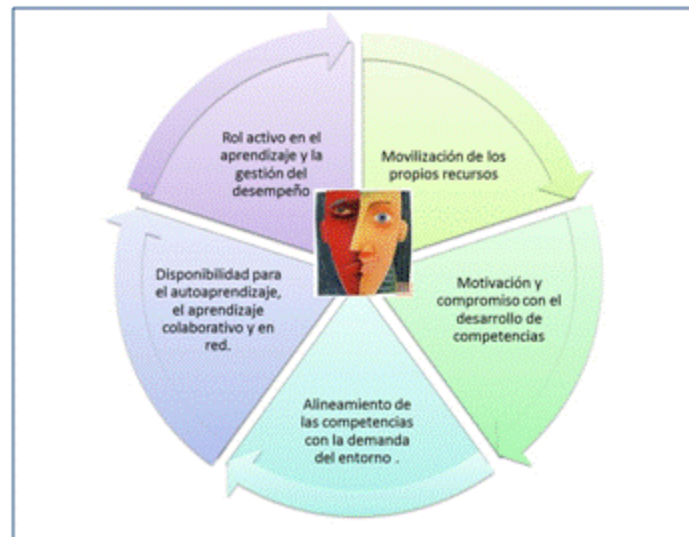 Rol activo en el
aprendizaje y la
gestión del
desempeño
Movilización de los
propios recursos
Motivación y
compromiso con el
desarrollo de
competencias
Alineamiento de
las competencias
con la demanda
del entorno .
Disponibilidad para
el autoaprendizaje,
el aprendizaje
colaborativo y en
red.